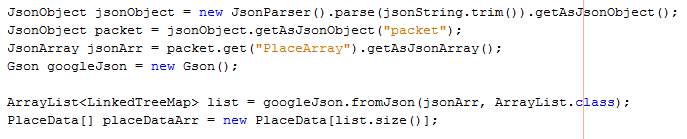 JsonObject jsonObject = new JsonParser().parse(jsonString.trim()).getAsJsonObject();
JsonObject packet = jsonObject.getAsJsonObject("packet");
JsonArray jsonArr = packet.get("PlaceArray").getAsJsonArray();
Gson googleJson = new Gson();
ArrayList<LinkedTreeMap> list = googleJson.fromJson(jsonArr, ArrayList.class);
PlaceData[] placeDataArr = new PlaceData[list.size()];